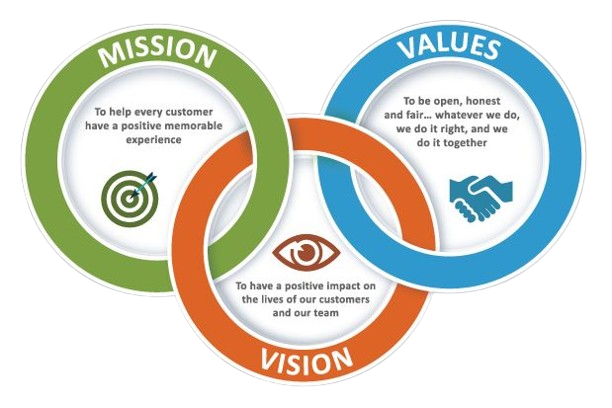 MISSION
To help every customer
have a positive memorable
experience
VALUES
To be open, honest
and fair... whatever we do,
we do it right, and we
do it together
To have a positive impact on
the lives of our customers
and our team
VISION